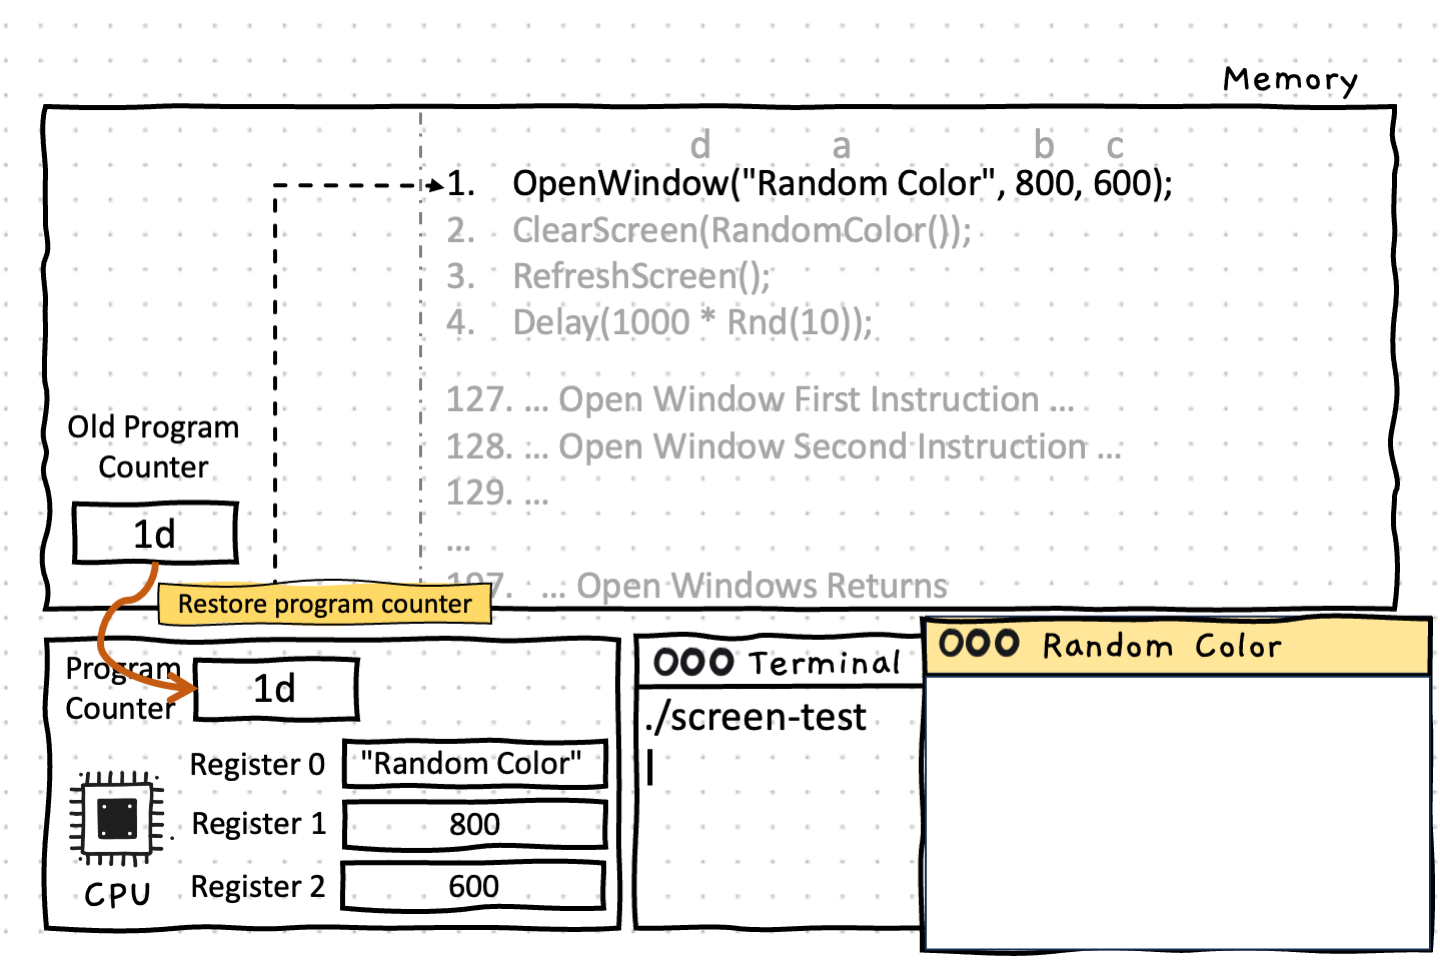 Memory
d a b c
1. OpenWindow("Random Color", 800, 600);
2. ClearScreen(RandomColor());
3. RefreshScreen();
4. Delay(1000 * Rnd(10));
127. ... Open Window First Instruction ...
128. ... Open Window Second Instruction ...
129. ...
...
197. ... Open Windows Returns
Old Program
Counter
1d
Restore program counter
Program
Counter
1d
Register 0 "Random Color"
Register 1 800
Register 2 600
CPU
Terminal
./screen-test
Random Color